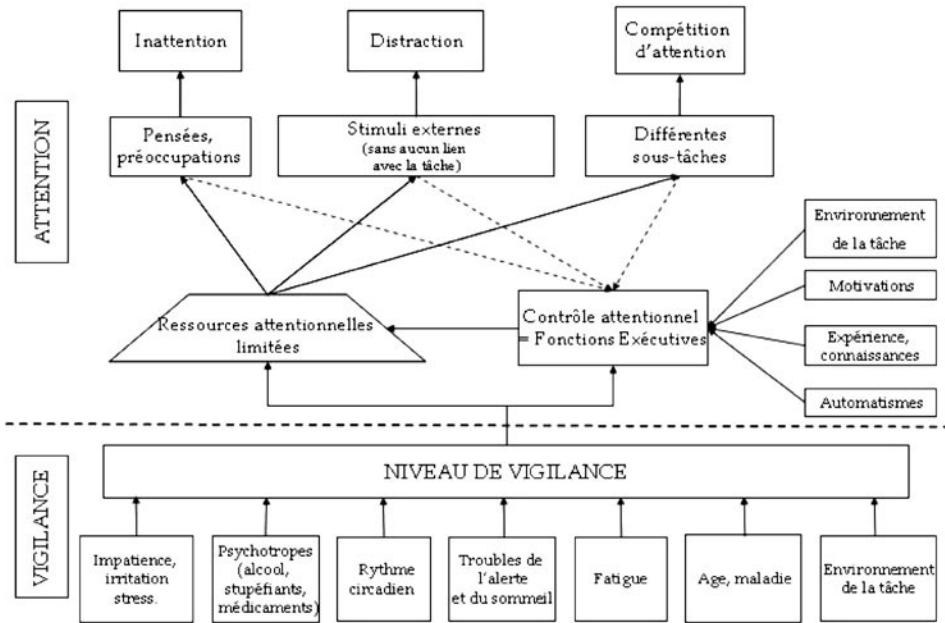 Inattention
Distraction
Compétition
d'attention
ATTENTION
Pensées,
préoccupations
Stimuli externes
(sans aucun lien
avec la tâche)
Différentes
sous-tâches
Environnement
de la tâche
Motivations
Expérience,
connaissances
Automatismes
Ressources attentionnelles
limitées
Contrôle attentionnel
= Fonctions Exécutives
VIGILANCE
NIVEAU DE VIGILANCE
Impatience,
irritation
stress.
Psychotropes
(alcool,
stupéfiants,
médicaments)
Rythme
circadien
Troubles de
l'alerte
et du sommeil
Fatigue
Age, maladie
Environnement
de la tâche